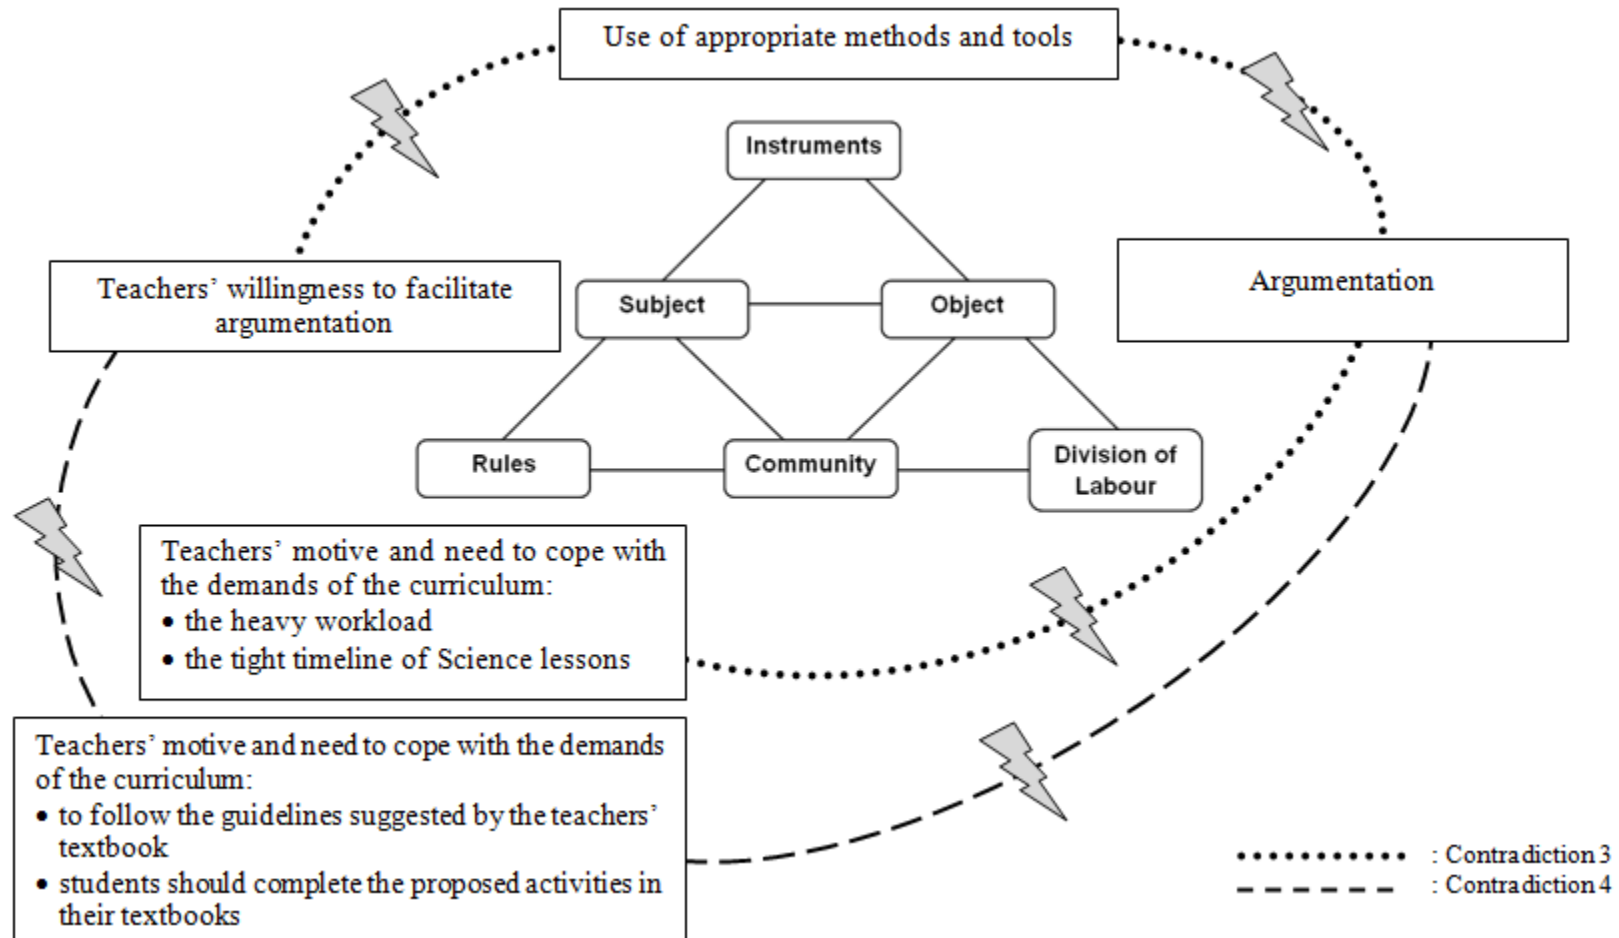 Use of appropriate methods and tools
Instruments
Teachers’ willingness to facilitate
argumentation
Subject
Object
Argumentation
Rules
Community
Division of
Labour
Teachers’ motive and need to cope with
the demands of the curriculum:
• the heavy workload
• the tight timeline of Science lessons
Teachers’ motive and need to cope with the demands
of the curriculum:
• to follow the guidelines suggested by the teachers’
textbook
• students should complete the proposed activities in
their textbooks
: Contradiction 3
: Contradiction 4